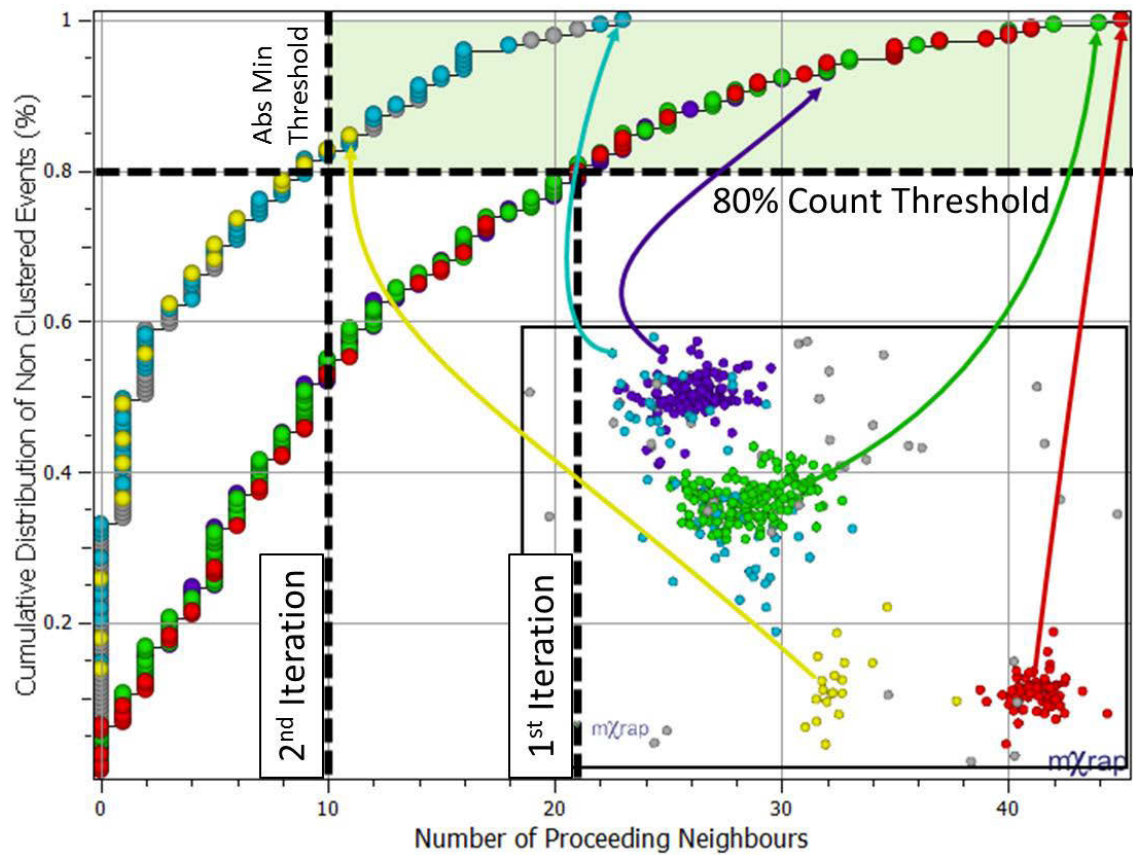 1
0.8
0.6
0.4
0.2
Cumulative Distribution of Non Clustered Events (%)
Abs Min
Threshold
80% Count Threshold
2nd Iteration
1st Iteration
mχrap
mχrap
0
10
20
30
40
Number of Proceeding Neighbours